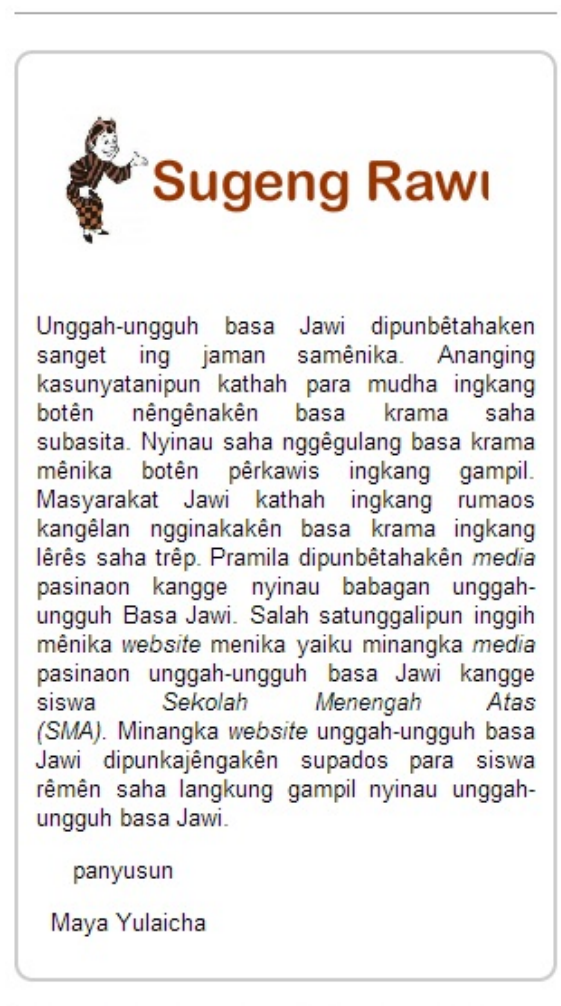 Sugeng Raw
Unggah-ungguh basa Jawi dipunbêtahaken
sanget ing jaman samênika. Ananging
kasunyatanipun kathah para mudha ingkang
botên nêngênakên basa krama saha
subasita. Nyinau saha nggêgulang basa krama
mênika botên pêrkawis ingkang gampil.
Masyarakat Jawi kathah ingkang rumaos
kangêlan ngginakakên basa krama ingkang
lêrês saha trêp. Pramila dipunbêtahakên media
pasinaon kangge nyinau babagan unggah-
ungguh Basa Jawi. Salah satunggalipun inggih
mênika website menika yaiku minangka media
pasinaon unggah-ungguh basa Jawi kangge
siswa Sekolah Menengah Atas
(SMA). Minangka website unggah-ungguh basa
Jawi dipunkajêngakên supados para siswa
rêmên saha langkung gampil nyinau unggah-
ungguh basa Jawi.
panyusun
Maya Yulaicha